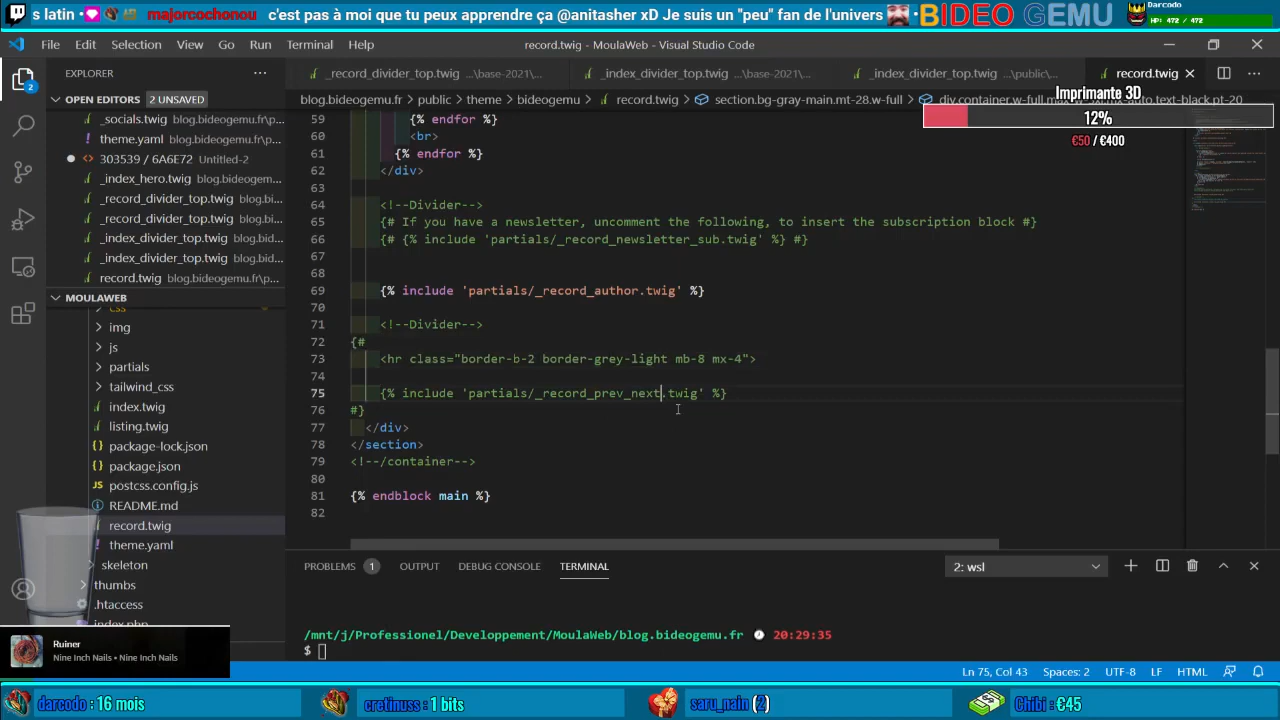 s latin • majorcochonou c'est pas à moi que tu peux apprendre ça @anitasher xD Je suis un "peu" fan de l'univers • BIDEO GEMU
Darcodo
HP: 472 / 472
File Edit Selection View Go Run Terminal Help record.twig - MoulaWeb - Visual Studio Code
EXPLORER ... _record_divider_top.twig ...\base-2021\... _index_divider_top.twig ...\base-2021\... _index_divider_top.twig ...\public\... record.twig
OPEN EDITORS 2 UNSAVED
blog.bideogemu.fr > public > theme > bideogemu > record.twig > section.bg-gray-main.mt-28.w-full >
Imprimante 3D
12%
€50 / €400
_socials.twig blog.bideogemu.fr\...
theme.yaml blog.bideogemu.fr\p...
303539 / 6A6E72 Untitled-2
_index_hero.twig blog.bideogem...
_record_divider_top.twig blog.bi...
_record_divider_top.twig blog.bi...
_index_divider_top.twig blog.bid...
_index_divider_top.twig blog.bid...
record.twig blog.bideogemu.fr\p...
MOULAWEB
css
img
js
partials
tailwind_css
index.twig
listing.twig
package-lock.json
package.json
postcss.config.js
README.md
record.twig
theme.yaml
skeleton
thumbs
.htaccess
index.php
59 {% endfor %}
60 <br>
61 {% endfor %}
62 </div>
63
64 <!--Divider-->
65 {# If you have a newsletter, uncomment the following, to insert the subscription block #}
66 {# {% include 'partials/_record_newsletter_sub.twig' %} #}
67
68
69 {% include 'partials/_record_author.twig' %}
70
71 <!--Divider-->
72 {#
73 <hr class="border-b-2 border-grey-light mb-8 mx-4">
74
75 {% include 'partials/_record_prev_next.twig' %}
76 #}
77 </div>
78 </section>
79 <!--/container-->
80
81 {% endblock main %}
82
PROBLEMS 1 OUTPUT DEBUG CONSOLE TERMINAL 2: wsl
/mnt/j/Professionel/Developpement/MoulaWeb/blog.bideogemu.fr 20:29:35
$
Ruiner
Nine Inch Nails • Nine Inch Nails
2
Ln 75, Col 43 Spaces: 2 UTF-8 LF HTML
darcodo : 16 mois cretinuss : 1 bits saru_nain (2) Chibi : €45